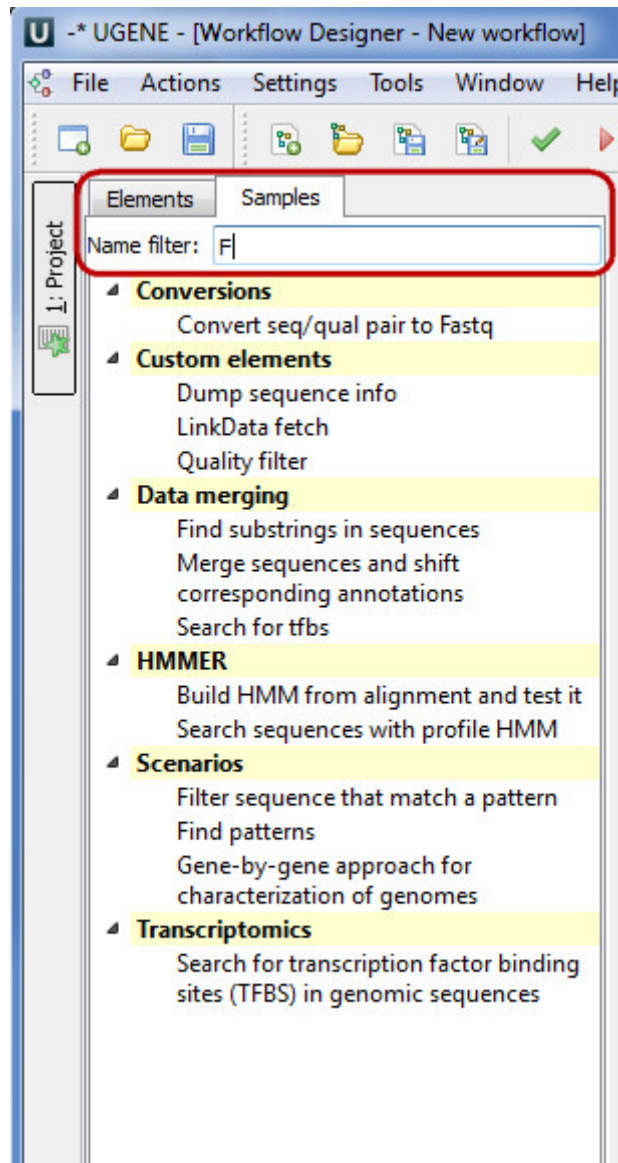 -* UGENE - [Workflow Designer - New workflow]
File Actions Settings Tools Window Help
1: Project
Elements Samples
Name filter: F
Conversions
Convert seq/qual pair to Fastq
Custom elements
Dump sequence info
LinkData fetch
Quality filter
Data merging
Find substrings in sequences
Merge sequences and shift
corresponding annotations
Search for tfbs
HMMER
Build HMM from alignment and test it
Search sequences with profile HMM
Scenarios
Filter sequence that match a pattern
Find patterns
Gene-by-gene approach for
characterization of genomes
Transcriptomics
Search for transcription factor binding
sites (TFBS) in genomic sequences